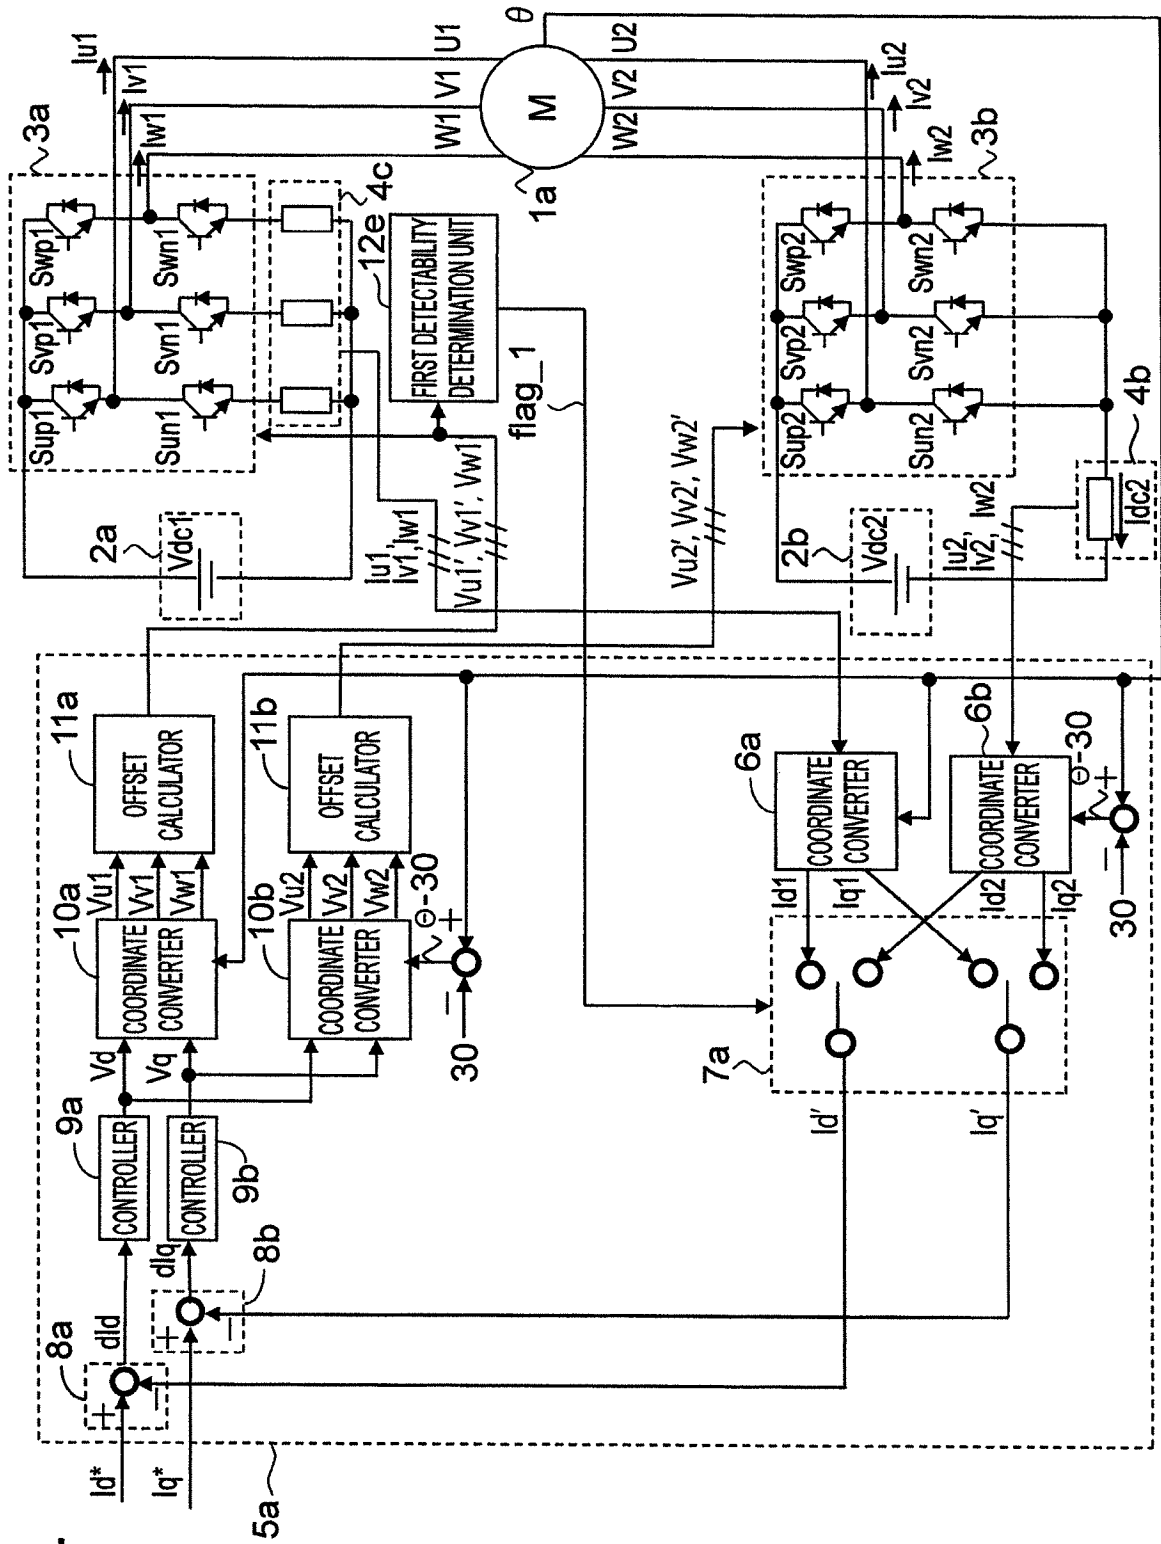 Id*
Iq*
5a
8a
dId
+
−
8b
dIq
+
−
9a
CONTROLLER
9b
CONTROLLER
Vd
Vq
10a
COORDINATE
CONVERTER
Vu1
Vv1
Vw1
11a
OFFSET
CALCULATOR
10b
COORDINATE
CONVERTER
Vu2
Vv2
Vw2
11b
OFFSET
CALCULATOR
θ-30
+
−
30
7a
Id'
Iq'
Id1
Iq1
Id2
Iq2
6a
COORDINATE
CONVERTER
6b
COORDINATE
CONVERTER
θ-30
+
−
30
2a
Vdc1
Iu1,
Iv1,Iw1
Vu1', Vv1', Vw1'
flag_1
Vu2', Vv2', Vw2'
2b
Vdc2
Iu2,
Iv2, Iw2
3a
Sup1
Svp1
Swp1
Sun1
Svn1
Swn1
4c
12e
FIRST DETECTABILITY
DETERMINATION UNIT
Iu1
Iv1
Iw1
U1
V1
W1
M
1a
θ
U2
V2
W2
Iu2
Iv2
Iw2
3b
Sup2
Svp2
Swp2
Sun2
Svn2
Swn2
4b
Idc2